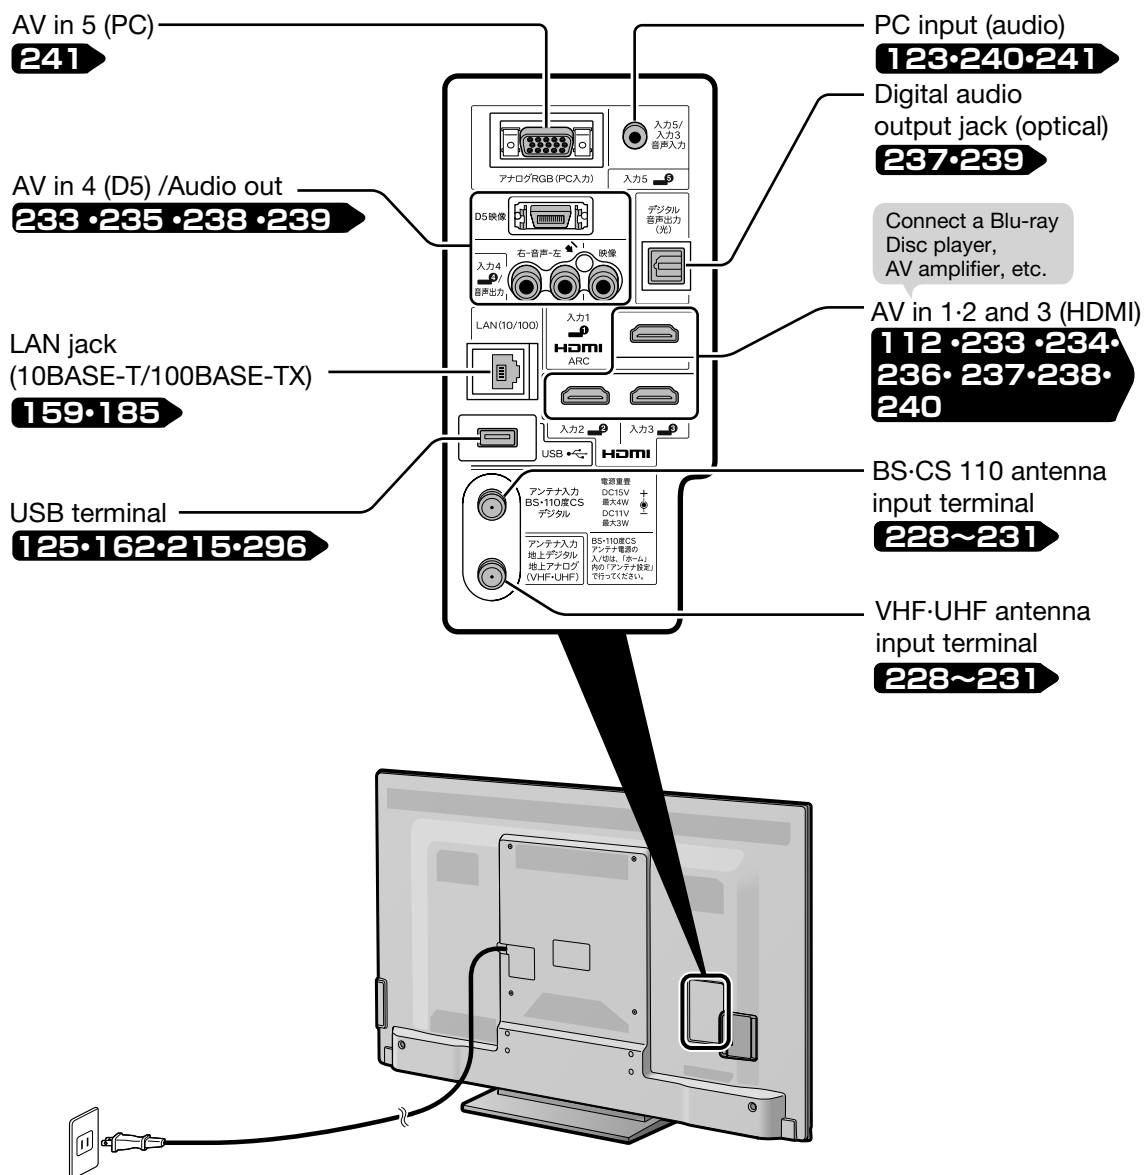 AV in 5 (PC)
241
AV in 4 (D5) /Audio out
233 •235 •238 •239
LAN jack
(10BASE-T/100BASE-TX)
159•185
USB terminal
125•162•215•296
PC input (audio)
123•240•241
Digital audio
output jack (optical)
237•239
Connect a Blu-ray
Disc player,
AV amplifier, etc.
AV in 1·2 and 3 (HDMI)
112 •233 •234•
236• 237•238•
240
BS·CS 110 antenna
input terminal
228～231
VHF·UHF antenna
input terminal
228～231
入力5/
入力3
音声入力
アナログRGB(PC入力)
入力5 5
D5映像
デジタル
音声出力
(光)
右-音声-左
映像
入力4
4/
音声出力
LAN(10/100)
入力1
1
HDMI
ARC
入力2 2
入力3 3
USB
HDMI
アンテナ入力
BS・110度CS
デジタル
電源重畳
DC15V
最大4W
DC11V
最大3W
+
-
アンテナ入力
地上デジタル
地上アナログ
(VHF・UHF)
BS・110度CS
アンテナ電源の
入/切は、「ホーム」
内の「アンテナ設定」
で行ってください。